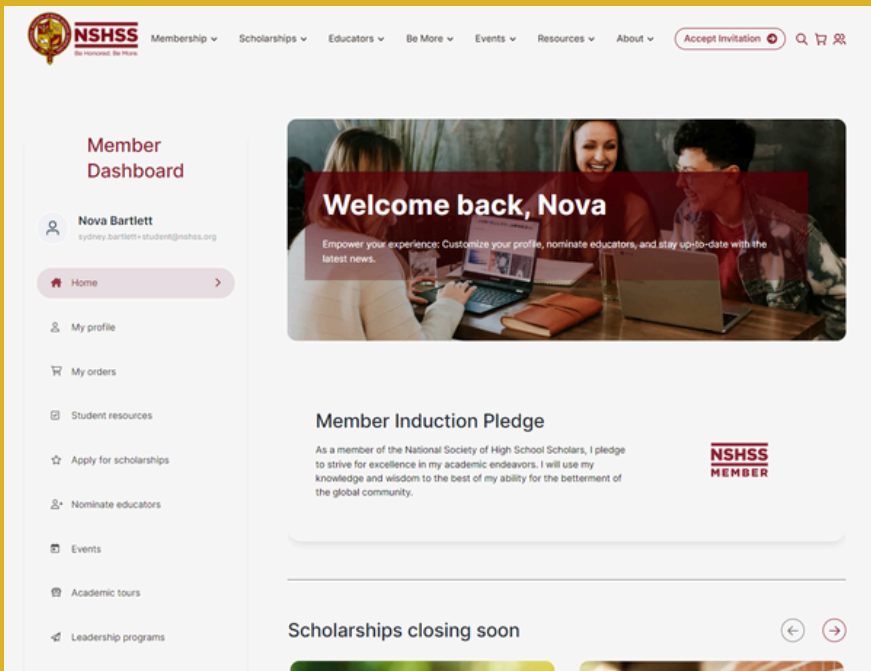 NSHSS
Be Honored. Be More.
Membership
Scholarships
Educators
Be More
Events
Resources
About
Accept Invitation
Member
Dashboard
Nova Bartlett
sydney.bartlett+student@nshss.org
Home
My profile
My orders
Student resources
Apply for scholarships
Nominate educators
Events
Academic tours
Leadership programs
Welcome back, Nova
Empower your experience: Customize your profile, nominate educators, and stay up-to-date with the
latest news.
Member Induction Pledge
As a member of the National Society of High School Scholars, I pledge
to strive for excellence in my academic endeavors. I will use my
knowledge and wisdom to the best of my ability for the betterment of
the global community.
NSHSS
MEMBER
Scholarships closing soon